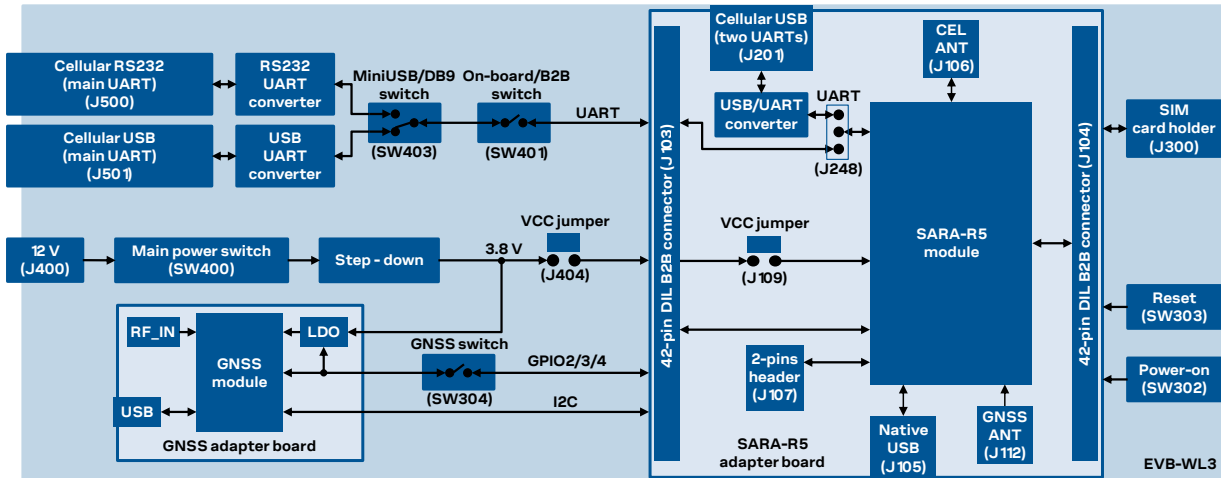 Cellular RS232
(main UART)
(J500)
RS232
UART
converter
MiniUSB/DB9
switch
(SW403)
On-board/B2B
switch
(SW401)
UART
Cellular USB
(main UART)
(J501)
USB
UART
converter
12 V
(J400)
Main power switch
(SW400)
Step - down
3.8 V
VCC jumper
(J404)
RF_IN
GNSS
module
LDO
USB
GNSS adapter board
GNSS switch
(SW304)
GPIO2/3/4
I2C
42-pin DIL B2B connector (J103)
Cellular USB
(two UARTs)
(J201)
USB/UART
converter
UART
(J248)
CEL
ANT
(J106)
VCC jumper
(J109)
SARA-R5
module
2-pins
header
(J107)
Native
USB
(J105)
GNSS
ANT
(J112)
SARA-R5
adapter board
42-pin DIL B2B connector (J104)
SIM
card holder
(J300)
Reset
(SW303)
Power-on
(SW302)
EVB-WL3